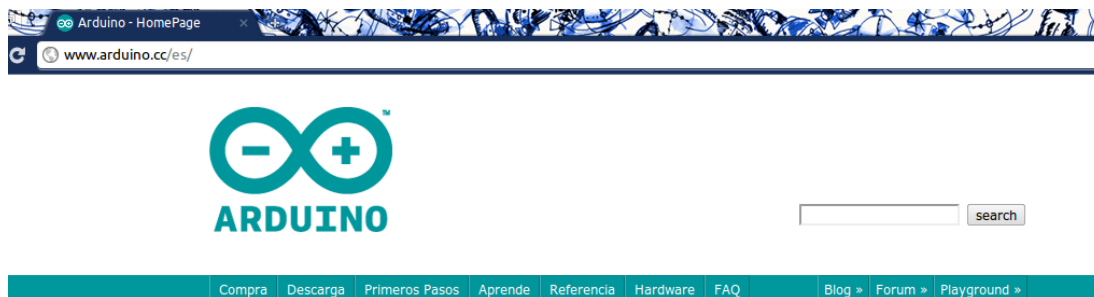 Arduino - HomePage
www.arduino.cc/es/
TM
ARDUINO
search
Compra Descarga Primeros Pasos Aprende Referencia Hardware FAQ Blog » Forum » Playground »